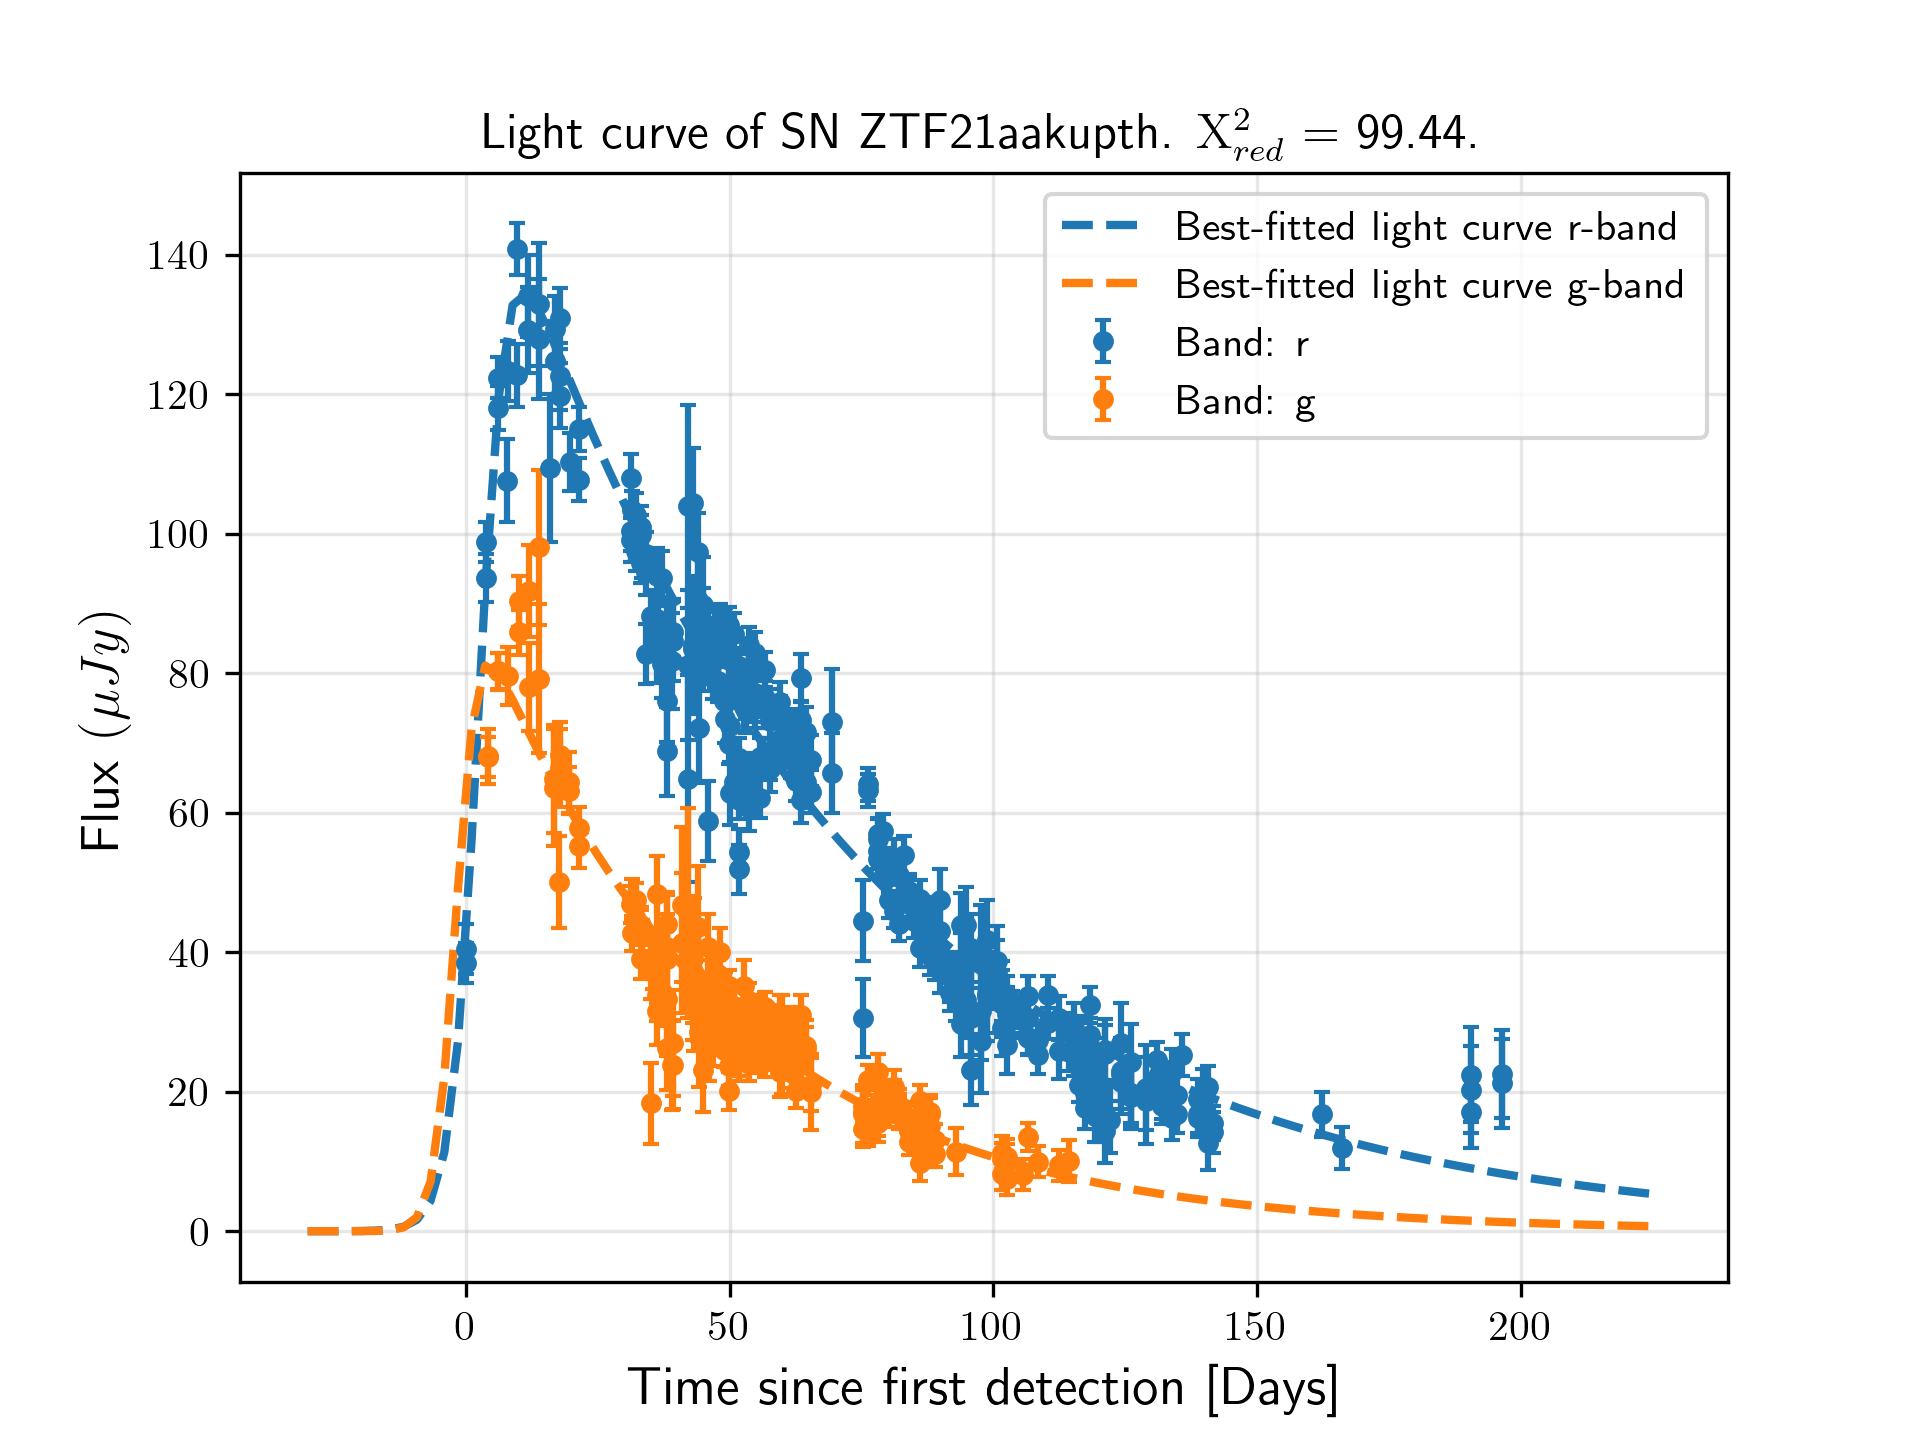 Light curve of SN ZTF21aakupth. X²_red = 99.44.
Best-fitted light curve r-band
Best-fitted light curve g-band
Band: r
Band: g
140
120
100
80
60
40
20
0
Flux (μJy)
0 50 100 150 200
Time since first detection [Days]